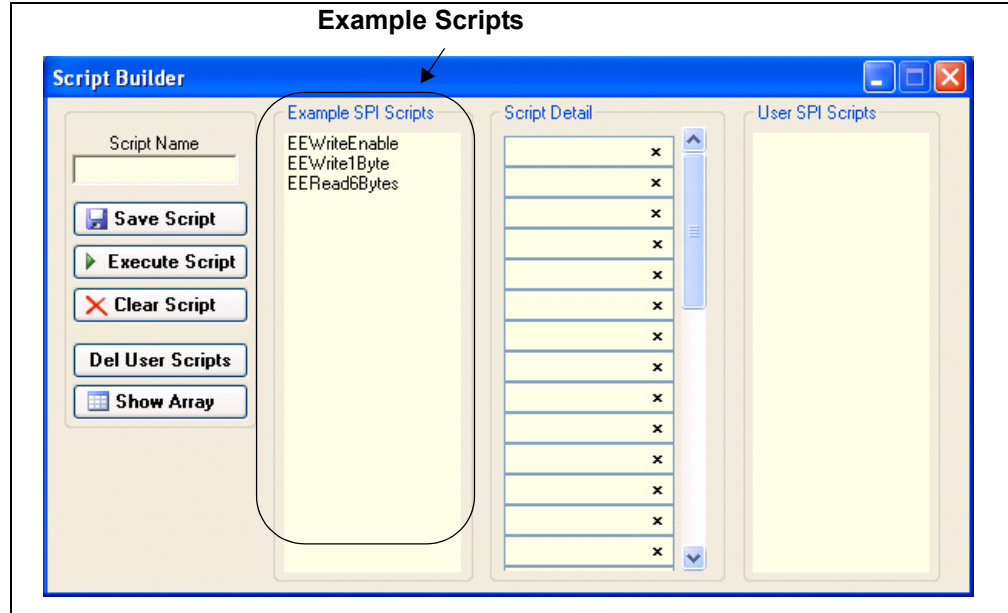 Example Scripts
Script Builder
Script Name
Save Script
Execute Script
Clear Script
Del User Scripts
Show Array
Example SPI Scripts
EEWriteEnable
EEWrite1Byte
EERead6Bytes
Script Detail
x
x
x
x
x
x
x
x
x
x
x
x
x
x
User SPI Scripts